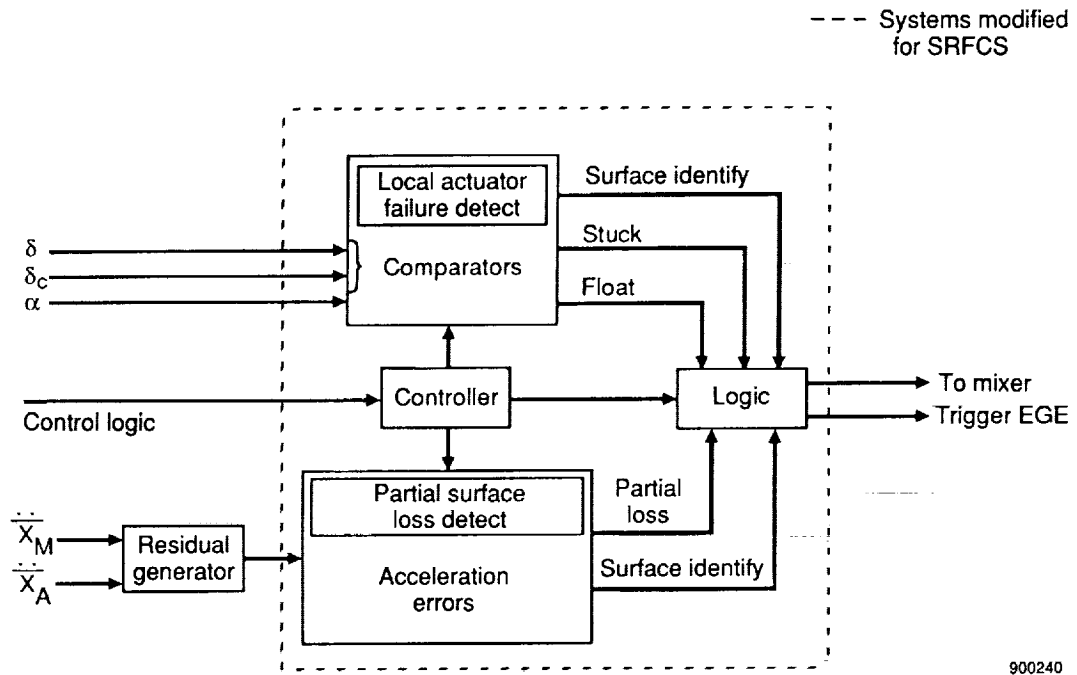 ---- Systems modified
for SRFCS
Local actuator
failure detect
Comparators
δ
δc
α
Surface identify
Stuck
Float
Control logic
Controller
Logic
To mixer
Trigger EGE
Partial surface
loss detect
Acceleration
errors
Partial
loss
Surface identify
Ẍ̅M
Ẍ̅A
Residual
generator
900240